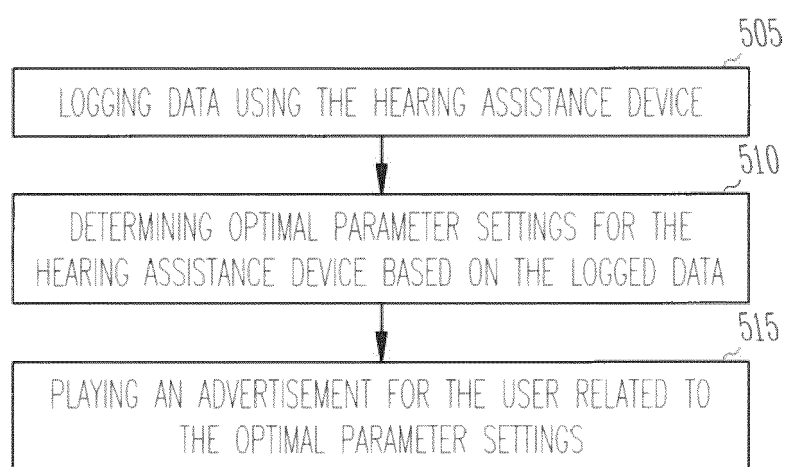 505
LOGGING DATA USING THE HEARING ASSISTANCE DEVICE
510
DETERMINING OPTIMAL PARAMETER SETTINGS FOR THE
HEARING ASSISTANCE DEVICE BASED ON THE LOGGED DATA
515
PLAYING AN ADVERTISEMENT FOR THE USER RELATED TO
THE OPTIMAL PARAMETER SETTINGS